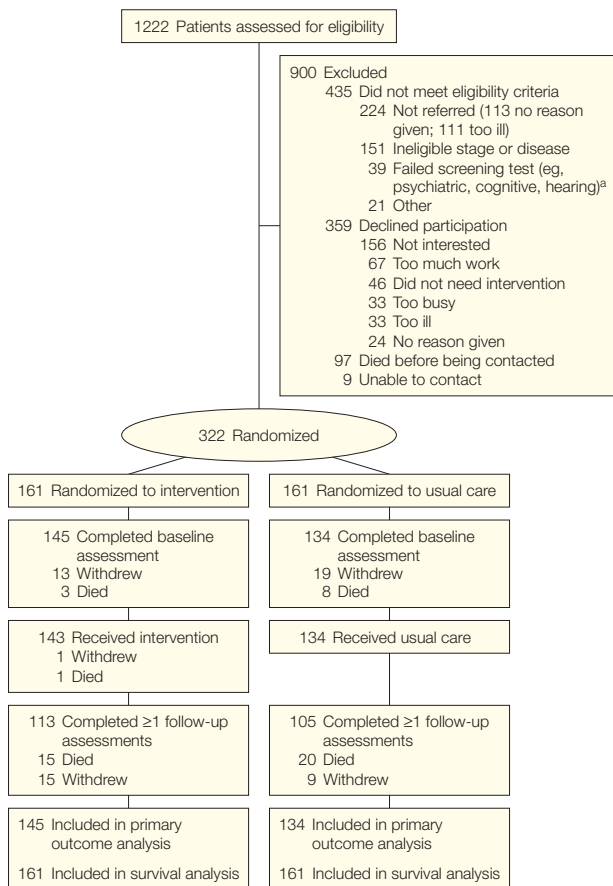 1222 Patients assessed for eligibility
900 Excluded
435 Did not meet eligibility criteria
224 Not referred (113 no reason
given; 111 too ill)
151 Ineligible stage or disease
39 Failed screening test (eg,
psychiatric, cognitive, hearing)a
21 Other
359 Declined participation
156 Not interested
67 Too much work
46 Did not need intervention
33 Too busy
33 Too ill
24 No reason given
97 Died before being contacted
9 Unable to contact
322 Randomized
161 Randomized to intervention
145 Completed baseline
assessment
13 Withdrew
3 Died
143 Received intervention
1 Withdrew
1 Died
113 Completed ≥1 follow-up
assessments
15 Died
15 Withdrew
145 Included in primary
outcome analysis
161 Included in survival analysis
161 Randomized to usual care
134 Completed baseline
assessment
19 Withdrew
8 Died
134 Received usual care
105 Completed ≥1 follow-up
assessments
20 Died
9 Withdrew
134 Included in primary
outcome analysis
161 Included in survival analysis